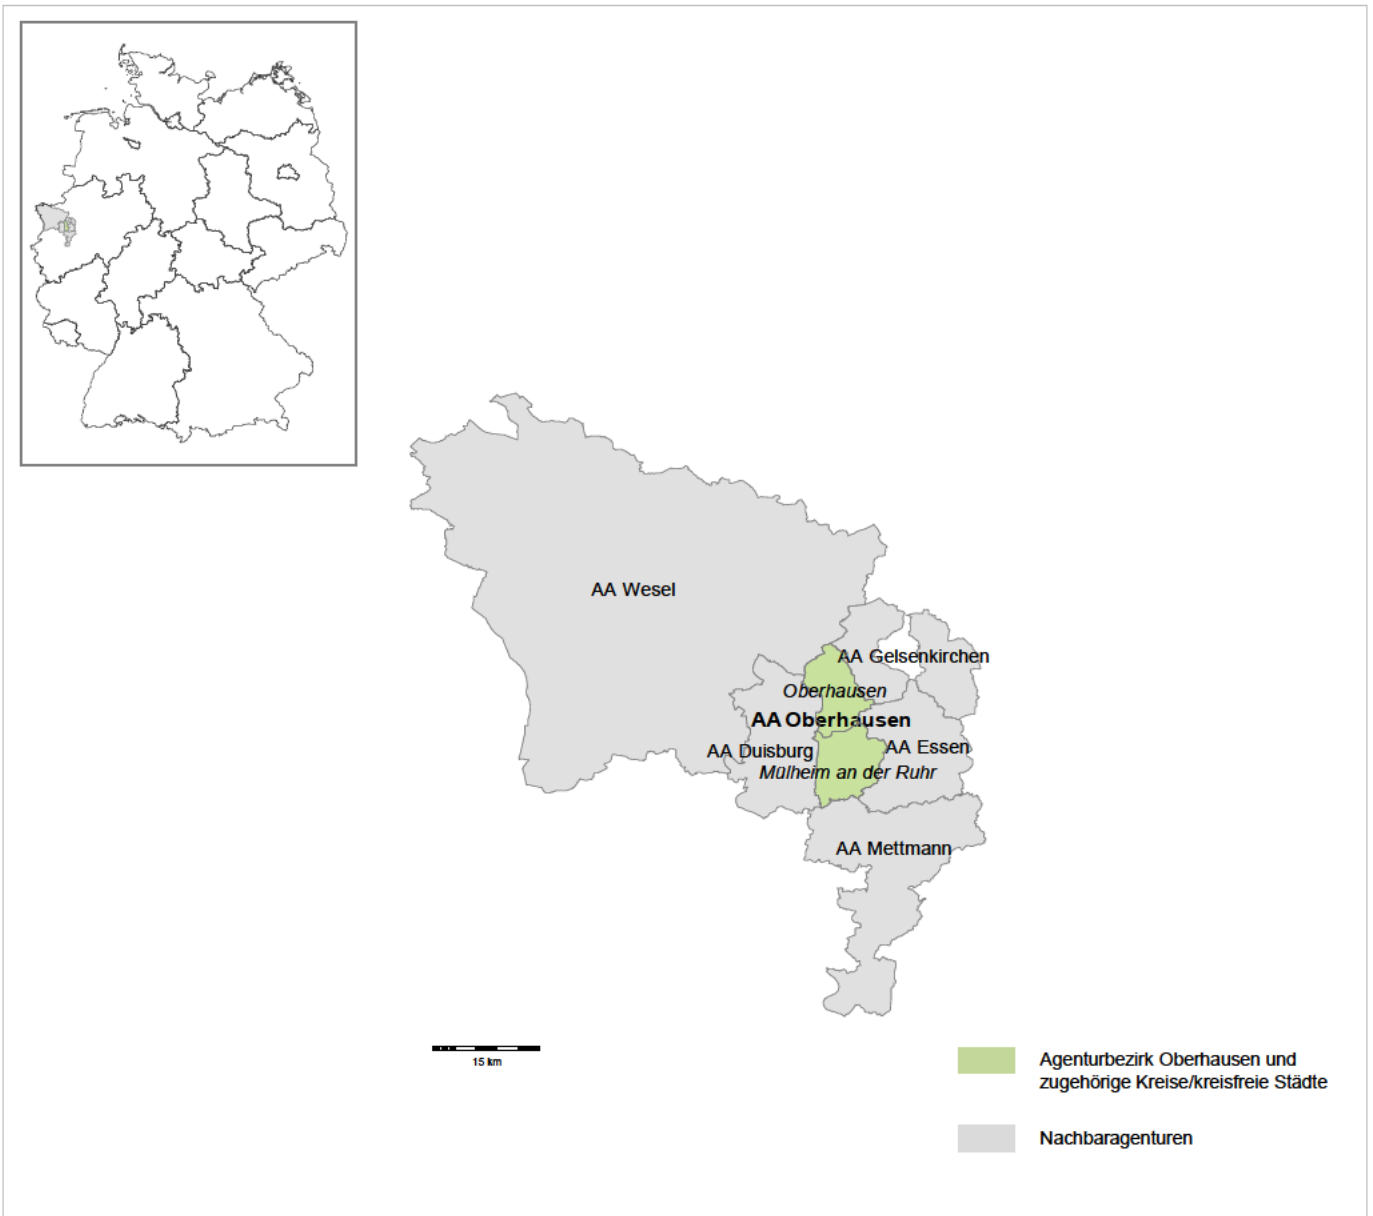 AA Wesel
AA Gelsenkirchen
Oberhausen
AA Oberhausen
AA Duisburg
AA Essen
Mülheim an der Ruhr
AA Mettmann
15 km
Agenturbezirk Oberhausen und
zugehörige Kreise/kreisfreie Städte
Nachbaragenturen